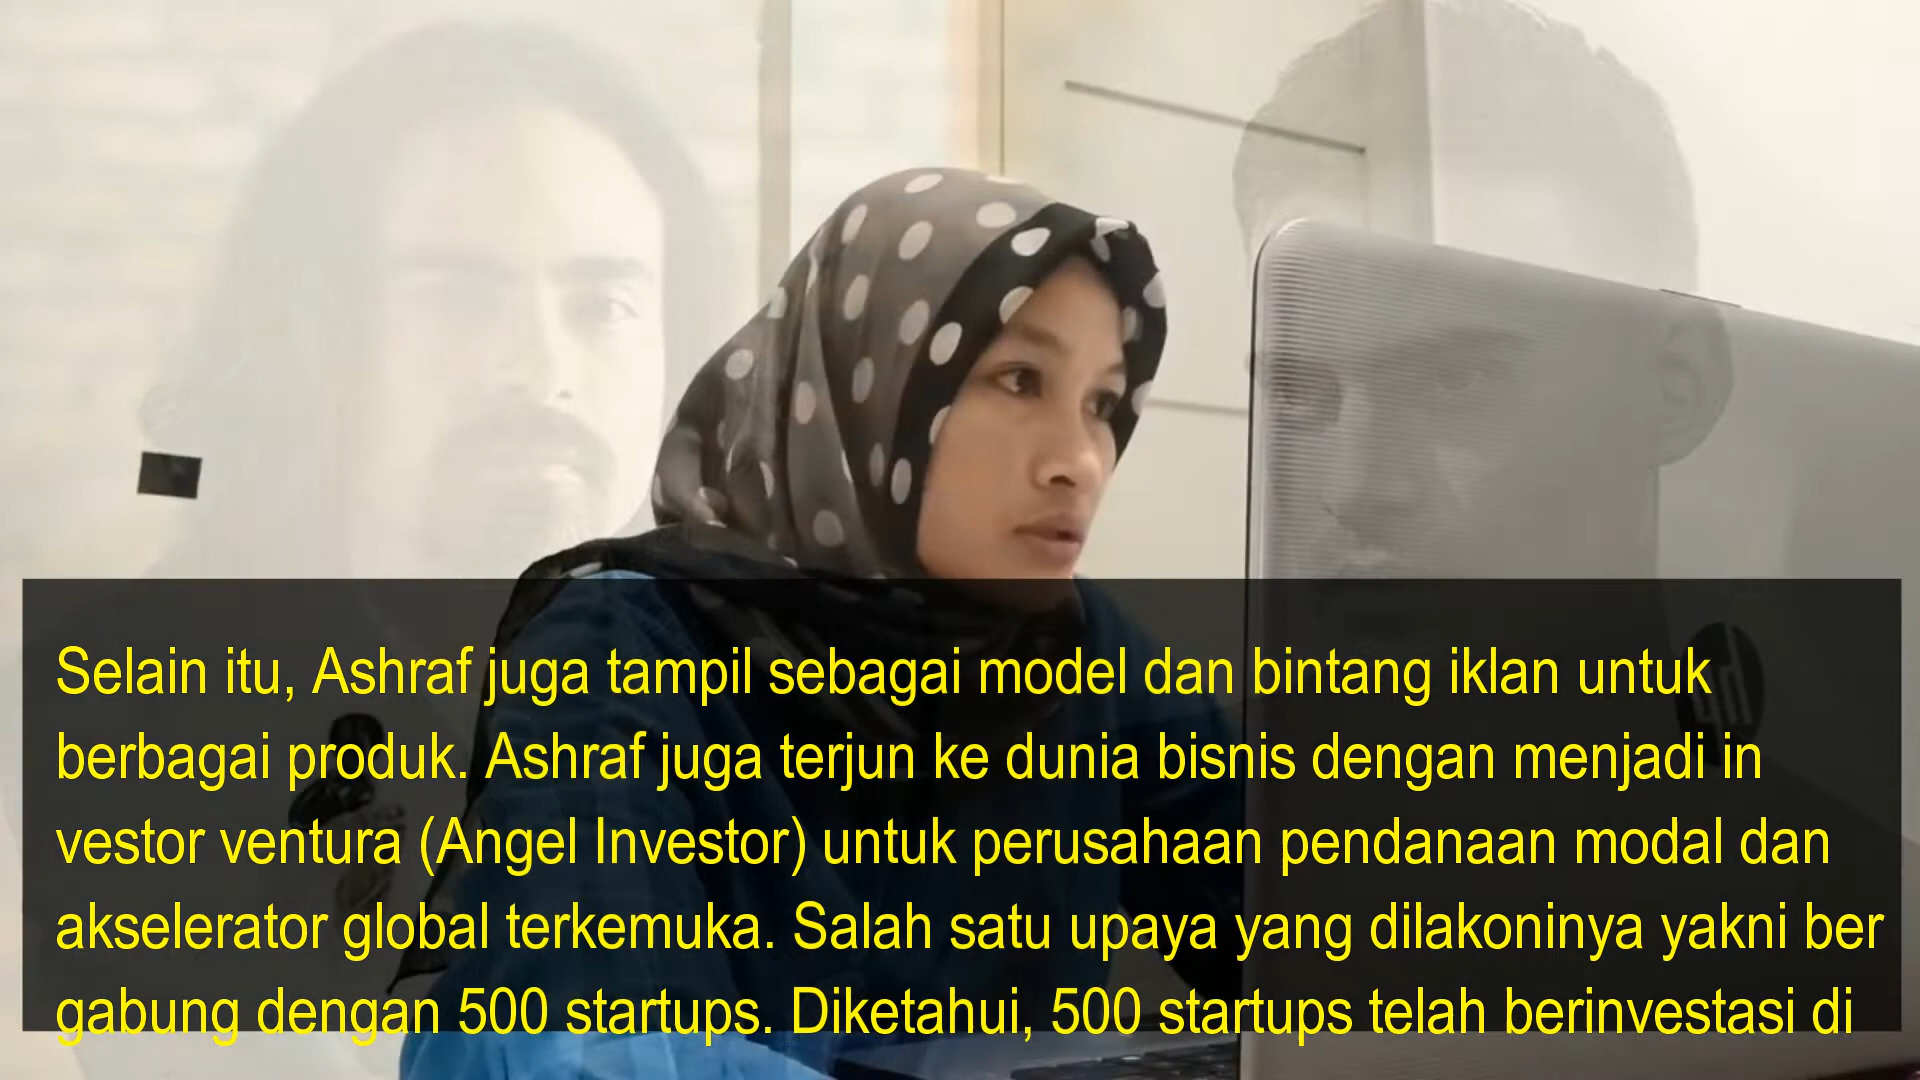 Selain itu, Ashraf juga tampil sebagai model dan bintang iklan untuk
berbagai produk. Ashraf juga terjun ke dunia bisnis dengan menjadi in
vestor ventura (Angel Investor) untuk perusahaan pendanaan modal dan
akselerator global terkemuka. Salah satu upaya yang dilakoninya yakni ber
gabung dengan 500 startups. Diketahui, 500 startups telah berinvestasi di
hp